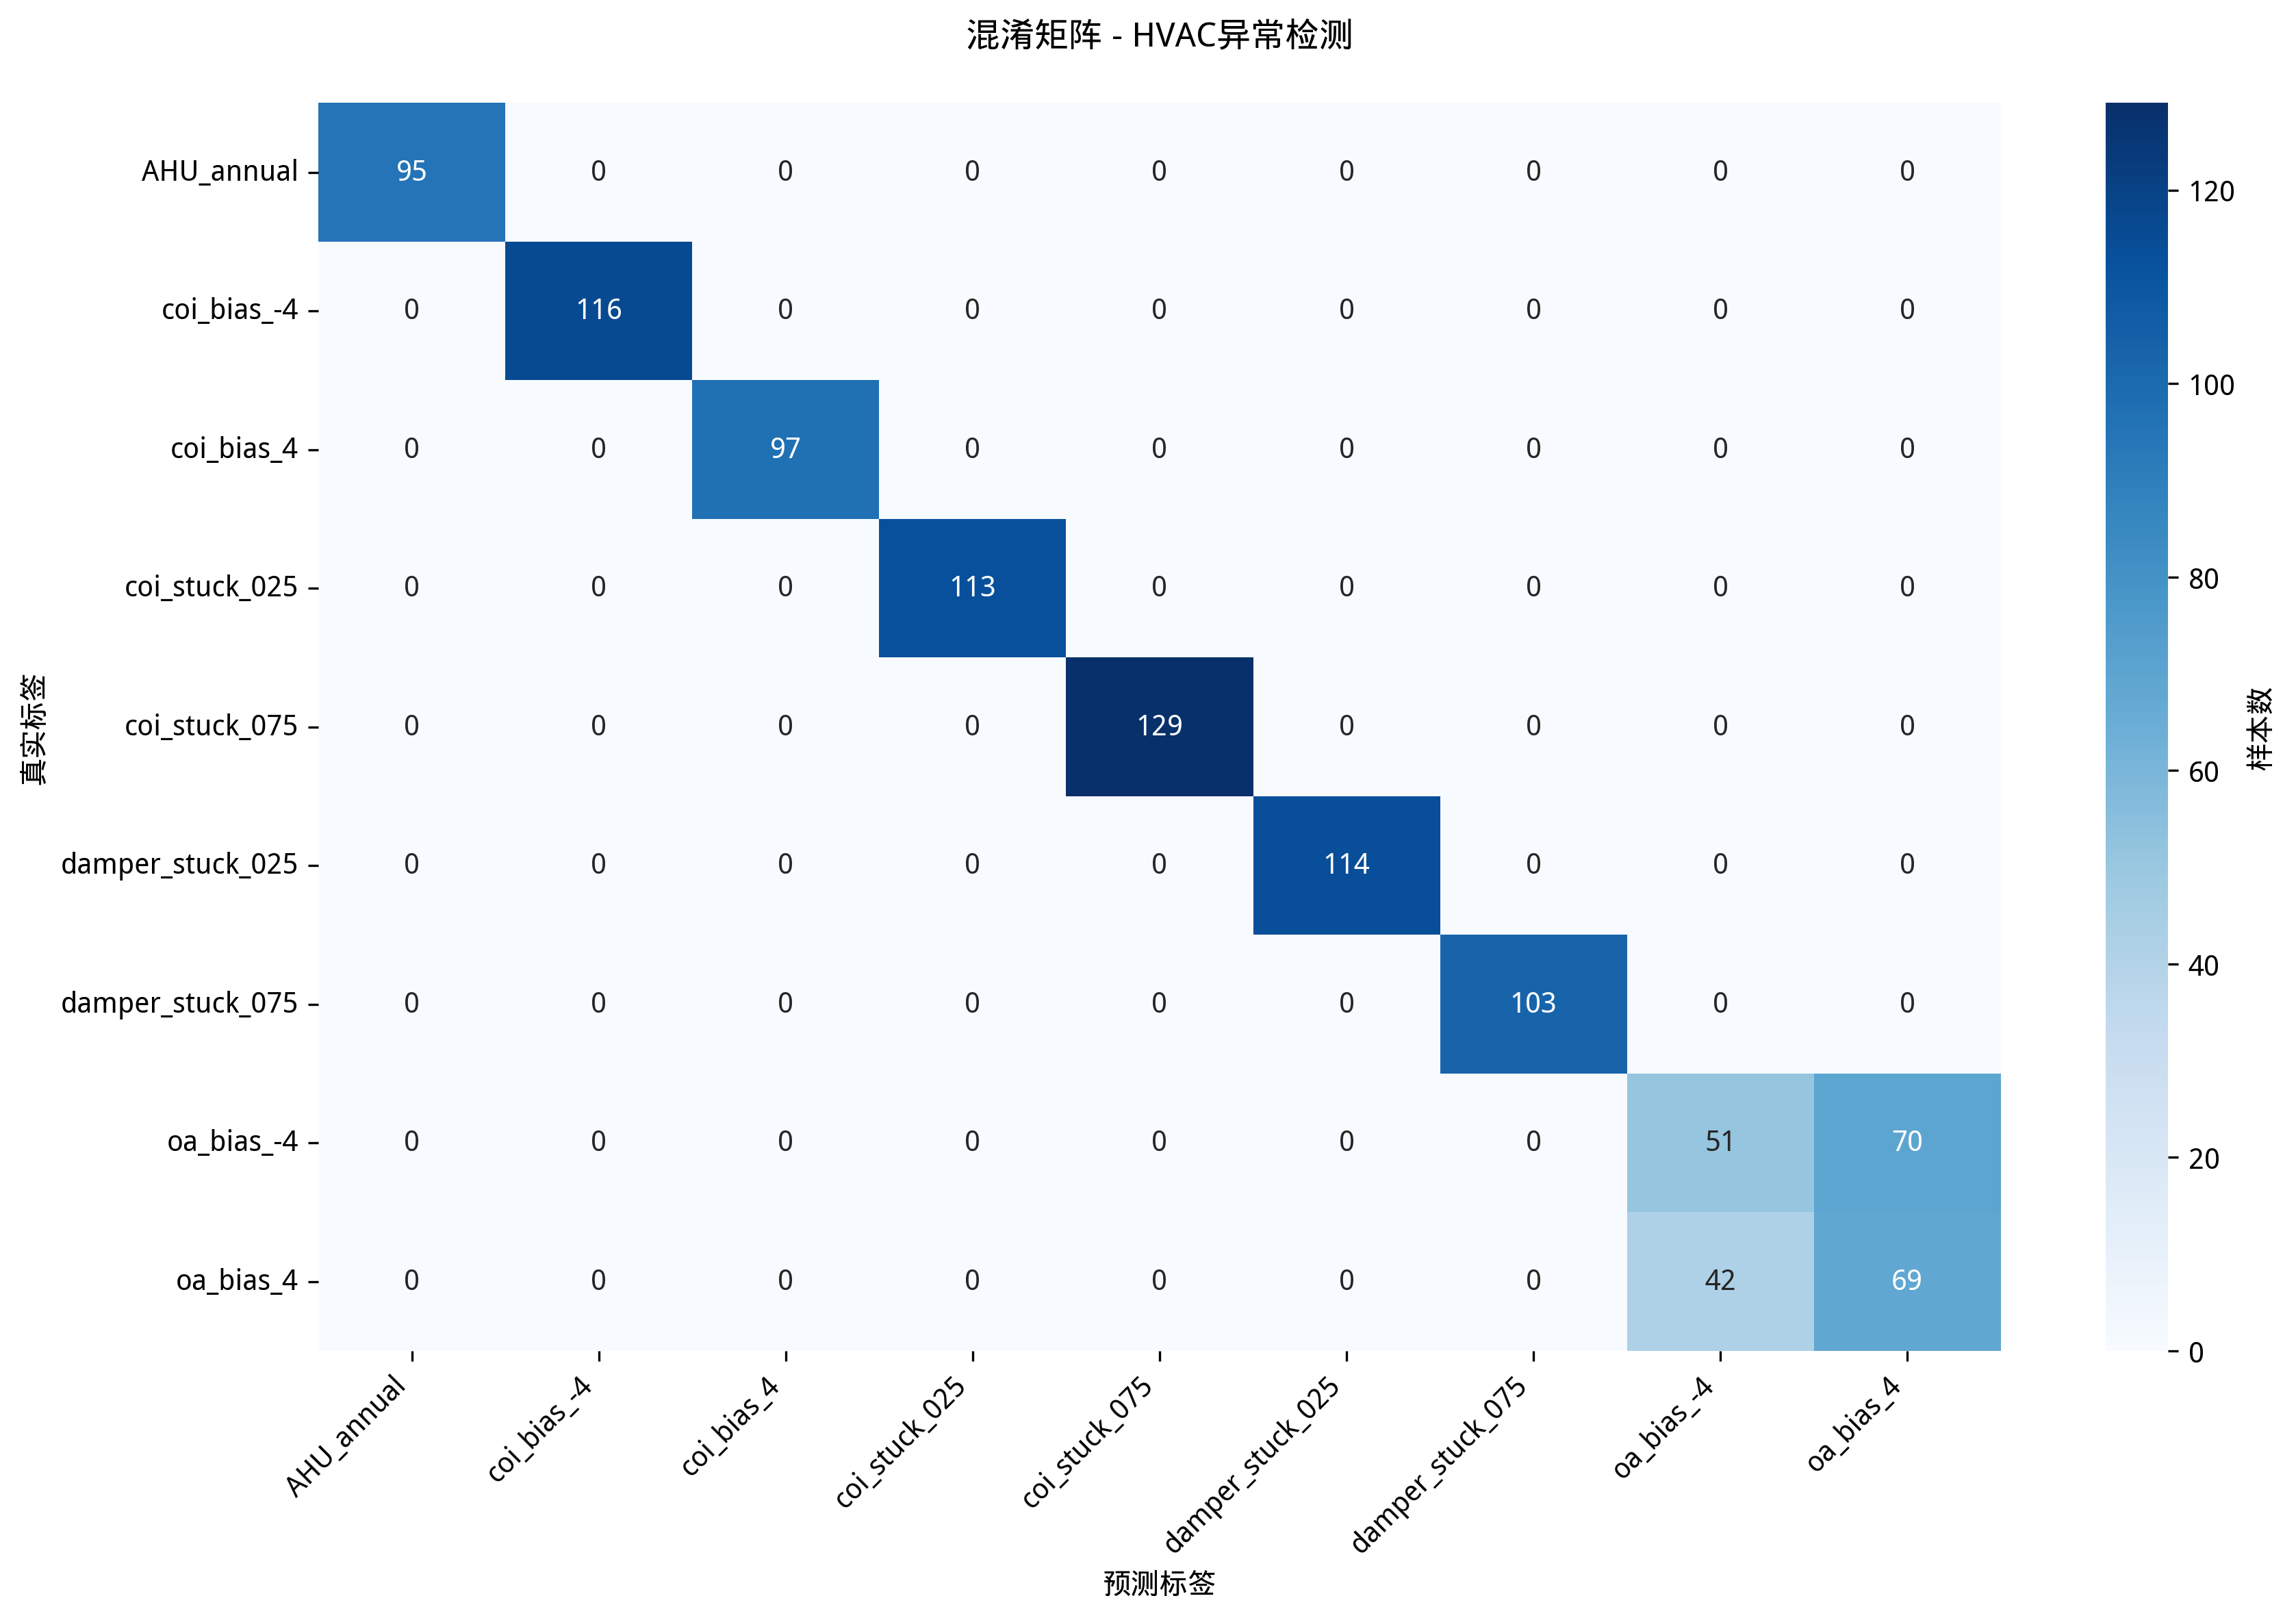 混淆矩阵 - HVAC异常检测
真实标签
AHU_annual 95 0 0 0 0 0 0 0 0
coi_bias_-4 0 116 0 0 0 0 0 0 0
coi_bias_4 0 0 97 0 0 0 0 0 0
coi_stuck_025 0 0 0 113 0 0 0 0 0
coi_stuck_075 0 0 0 0 129 0 0 0 0
damper_stuck_025 0 0 0 0 0 114 0 0 0
damper_stuck_075 0 0 0 0 0 0 103 0 0
oa_bias_-4 0 0 0 0 0 0 0 51 70
oa_bias_4 0 0 0 0 0 0 0 42 69
AHU_annual coi_bias_-4 coi_bias_4 coi_stuck_025 coi_stuck_075 damper_stuck_025 damper_stuck_075 oa_bias_-4 oa_bias_4
预测标签
120
100
80
60
40
20
0
样本数